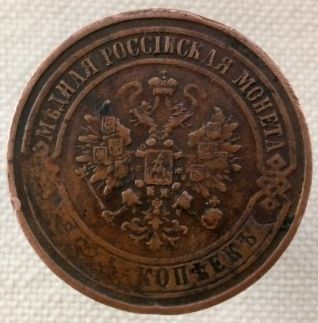 МѢДНАЯ РОССІЙСКАЯ МОНЕТА
КОПѢЕКЪ